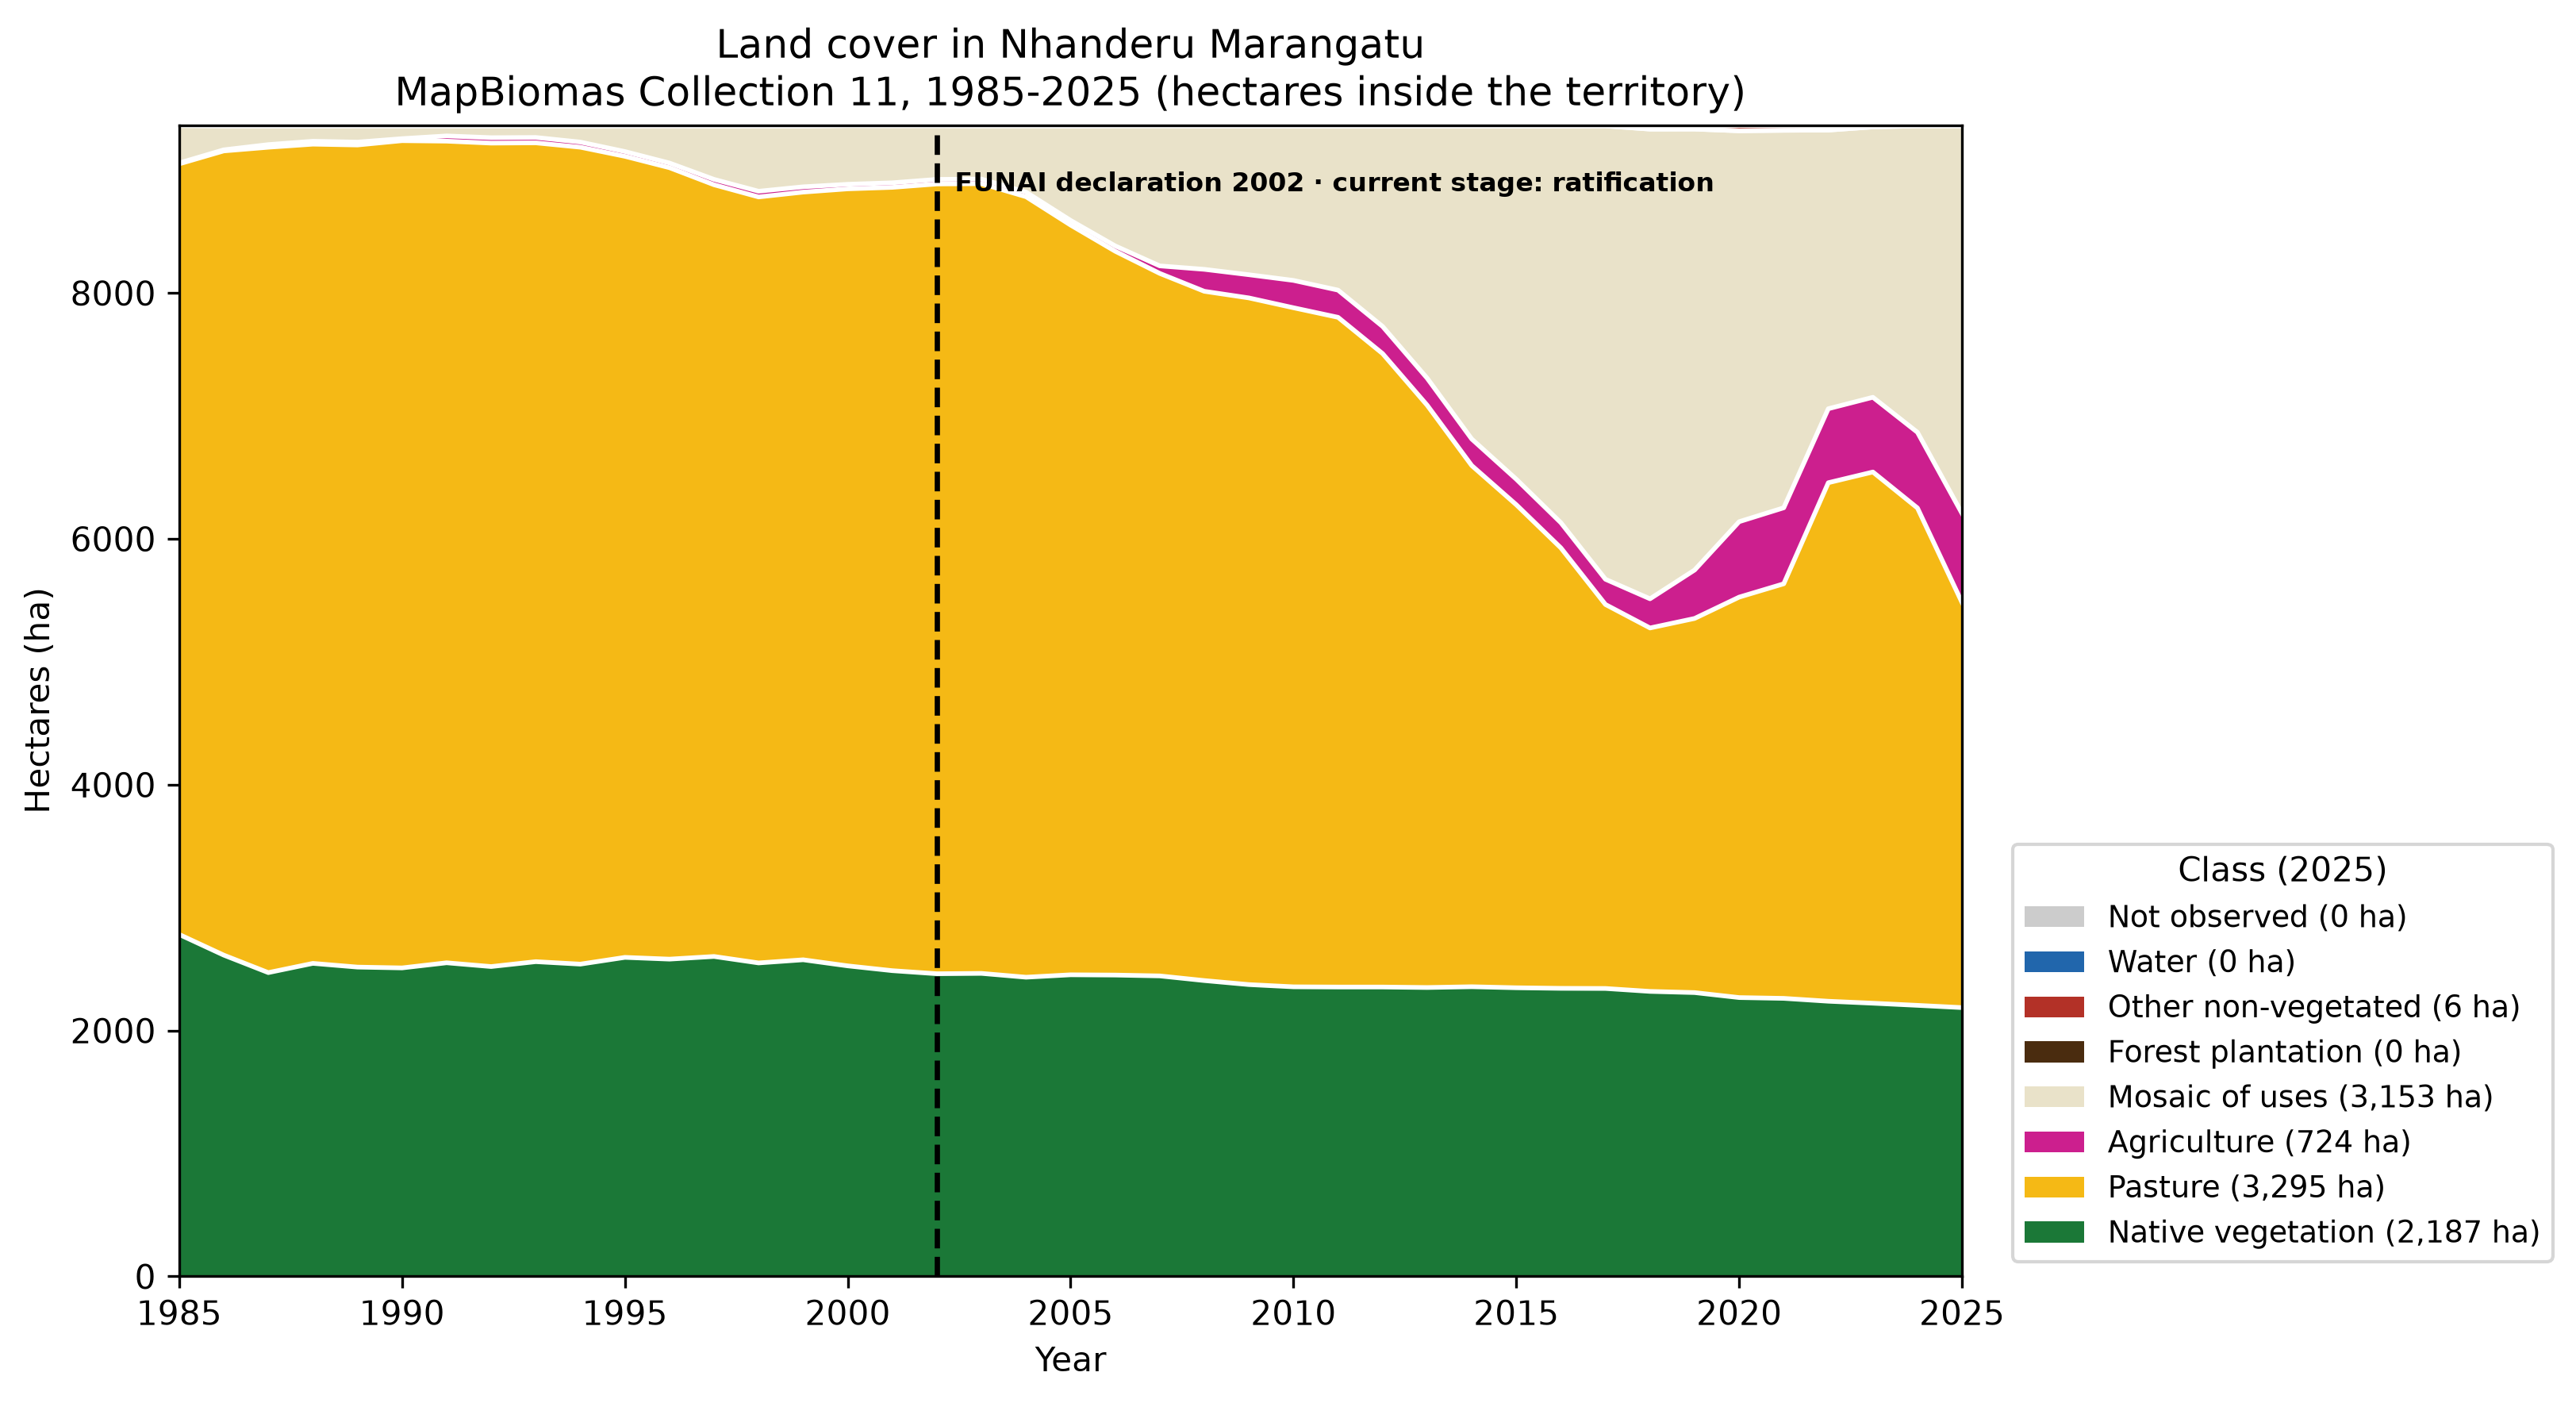 Land cover in Nhanderu Marangatu
MapBiomas Collection 11, 1985-2025 (hectares inside the territory)
FUNAI declaration 2002 · current stage: ratification
Hectares (ha)
8000
6000
4000
2000
0
1985
1990
1995
2000
2005
2010
2015
2020
2025
Year
Class (2025)
Not observed (0 ha)
Water (0 ha)
Other non-vegetated (6 ha)
Forest plantation (0 ha)
Mosaic of uses (3,153 ha)
Agriculture (724 ha)
Pasture (3,295 ha)
Native vegetation (2,187 ha)